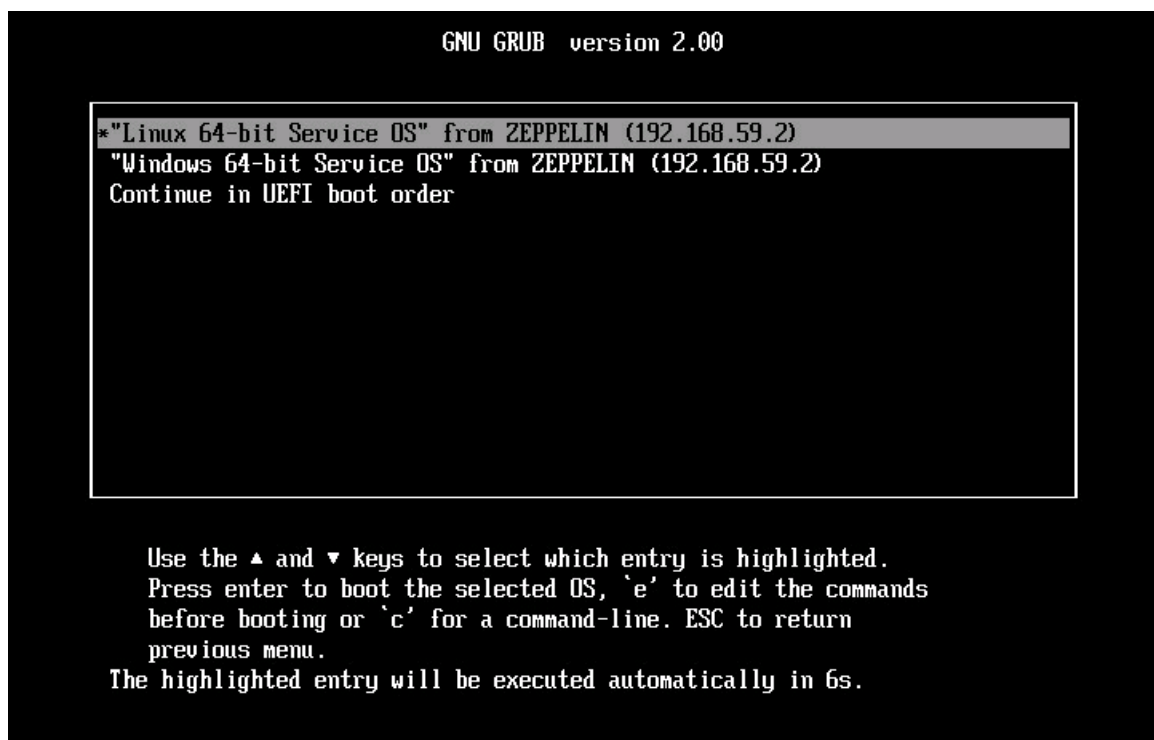 GNU GRUB version 2.00
*"Linux 64-bit Service OS" from ZEPPELIN (192.168.59.2)
"Windows 64-bit Service OS" from ZEPPELIN (192.168.59.2)
Continue in UEFI boot order
Use the ▲ and ▼ keys to select which entry is highlighted.
Press enter to boot the selected OS, `e' to edit the commands
before booting or `c' for a command-line. ESC to return
previous menu.
The highlighted entry will be executed automatically in 6s.